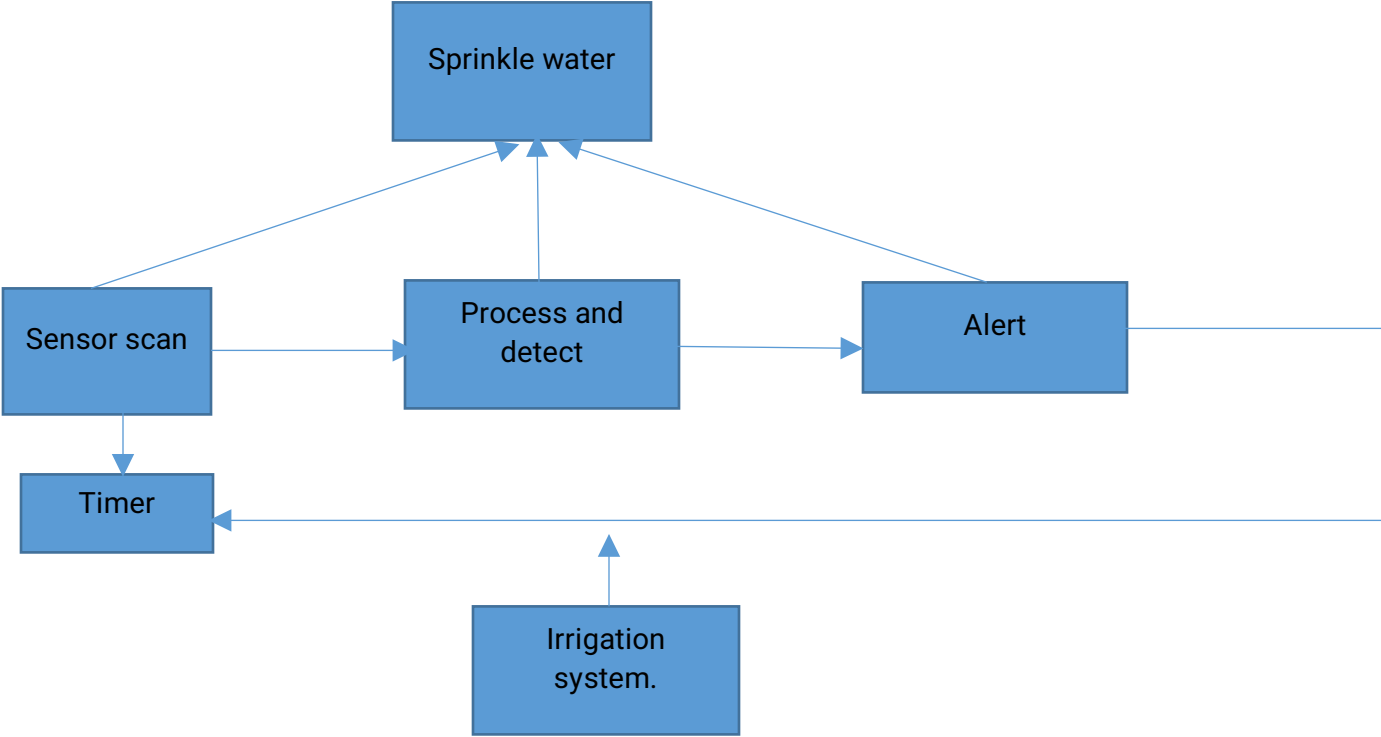 Sprinkle water
Sensor scan
Process and
detect
Alert
Timer
Irrigation
system.